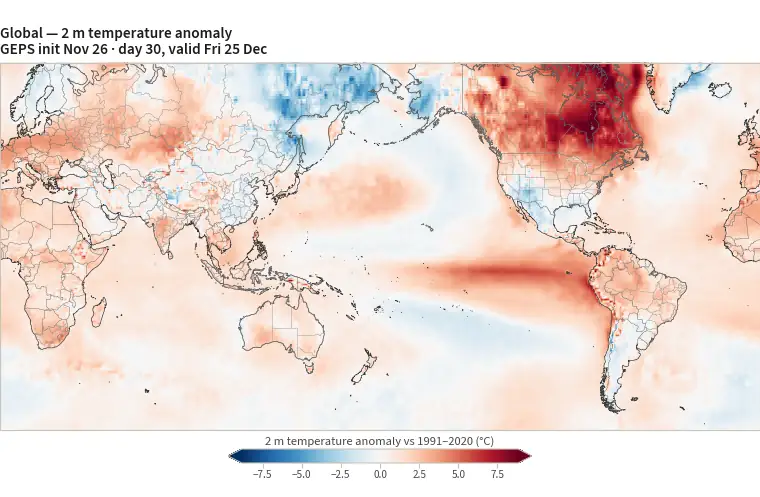 Global — 2 m temperature anomaly
GEPS init Nov 26 · day 30, valid Fri 25 Dec
2 m temperature anomaly vs 1991–2020 (°C)
−7.5 −5.0 −2.5 0.0 2.5 5.0 7.5